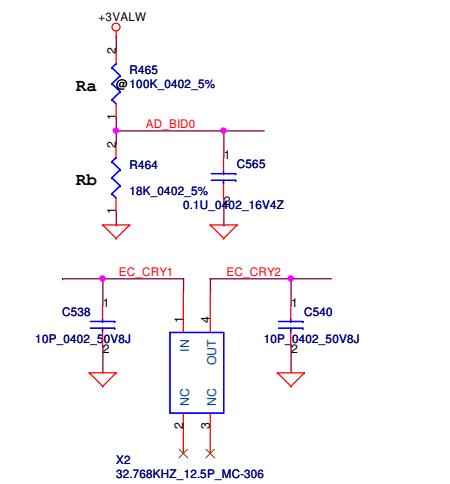 +3VALW
2
R465
Ra
@ 100K_0402_5%
1
AD_BID0
2
R464
1
C565
Rb
18K_0402_5%
2
0.1U_0402_16V4Z
1
EC_CRY1
EC_CRY2
C538
1
1
C540
10P_0402_50V8J
1
4
10P_0402_50V8J
2
2
IN
OUT
NC
NC
2
3
X2
32.768KHZ_12.5P_MC-306